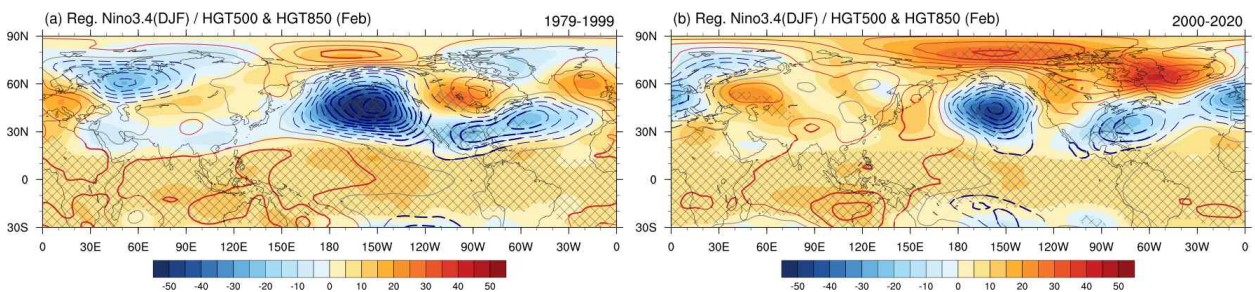 (a) Reg. Nino3.4(DJF) / HGT500 & HGT850 (Feb) 1979-1999
90N
60N
30N
0
30S
0 30E 60E 90E 120E 150E 180 150W 120W 90W 60W 30W 0
-50 -40 -30 -20 -10 0 10 20 30 40 50
(b) Reg. Nino3.4(DJF) / HGT500 & HGT850 (Feb) 2000-2020
90N
60N
30N
0
30S
0 30E 60E 90E 120E 150E 180 150W 120W 90W 60W 30W 0
-50 -40 -30 -20 -10 0 10 20 30 40 50